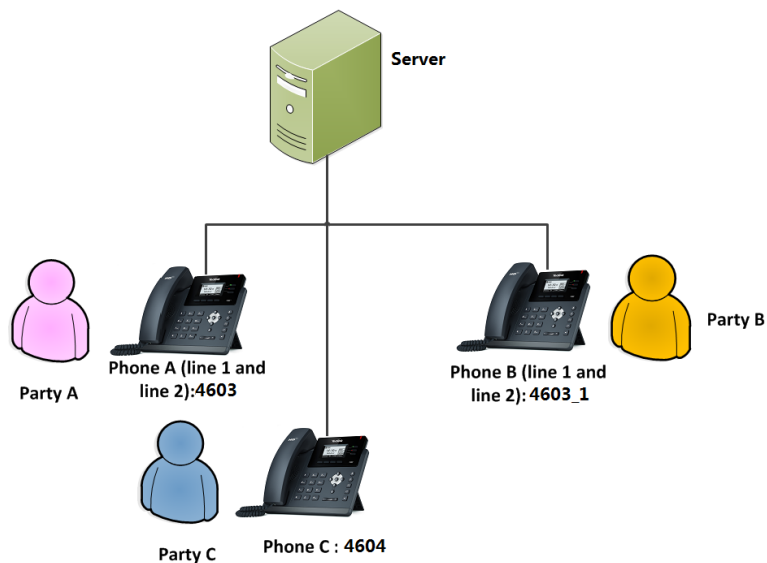 Server
Party A
Phone A (line 1 and
line 2):4603
Phone B (line 1 and
line 2): 4603_1
Party B
Party C
Phone C : 4604